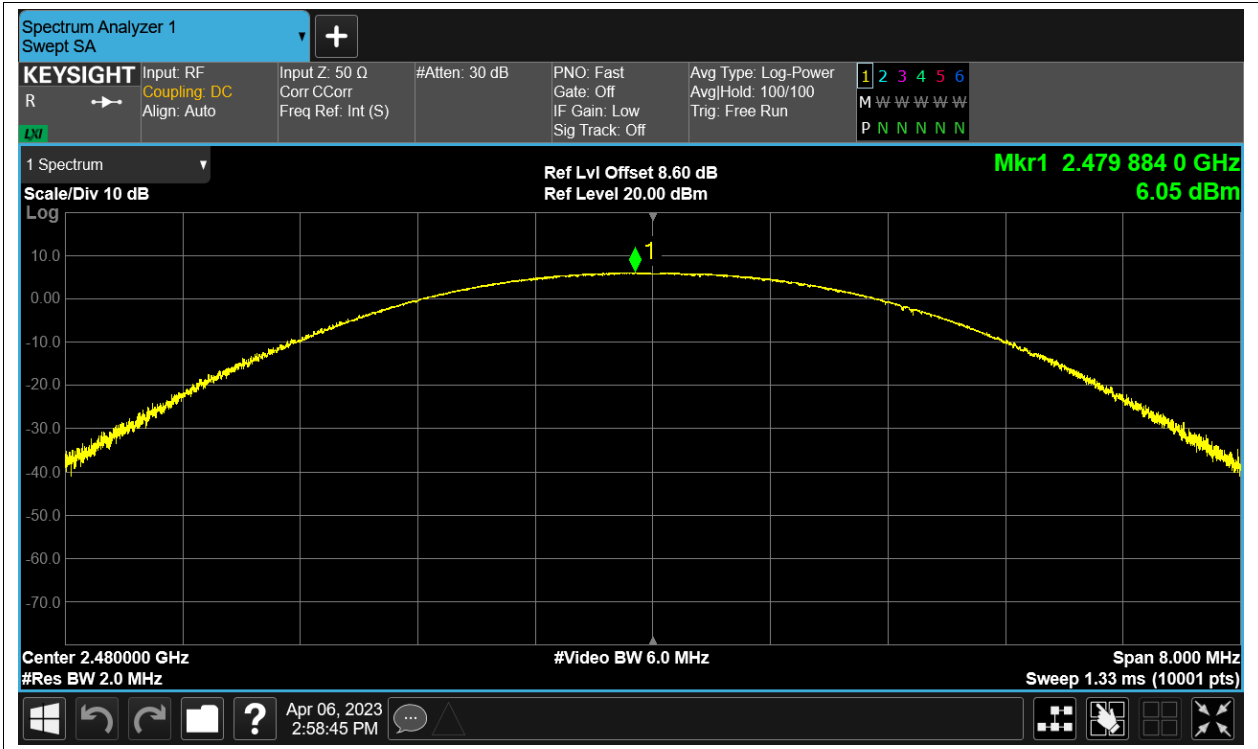 Spectrum Analyzer 1
Swept SA
KEYSIGHT
R
LXI
Input: RF
Coupling: DC
Align: Auto
Input Z: 50 Ω
Corr CCorr
Freq Ref: Int (S)
#Atten: 30 dB
PNO: Fast
Gate: Off
IF Gain: Low
Sig Track: Off
Avg Type: Log-Power
Avg|Hold: 100/100
Trig: Free Run
1 2 3 4 5 6
M W W W W W
P N N N N N
1 Spectrum
Scale/Div 10 dB
Log
Ref Lvl Offset 8.60 dB
Ref Level 20.00 dBm
Mkr1 2.479 884 0 GHz
6.05 dBm
1
10.0
0.00
-10.0
-20.0
-30.0
-40.0
-50.0
-60.0
-70.0
Center 2.480000 GHz
#Res BW 2.0 MHz
#Video BW 6.0 MHz
Span 8.000 MHz
Sweep 1.33 ms (10001 pts)
?
Apr 06, 2023
2:58:45 PM